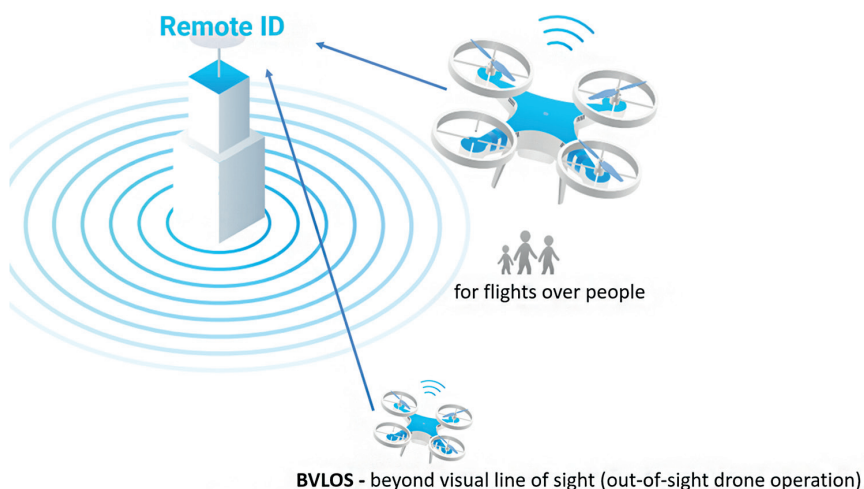 Remote ID
for flights over people
BVLOS - beyond visual line of sight (out-of-sight drone operation)